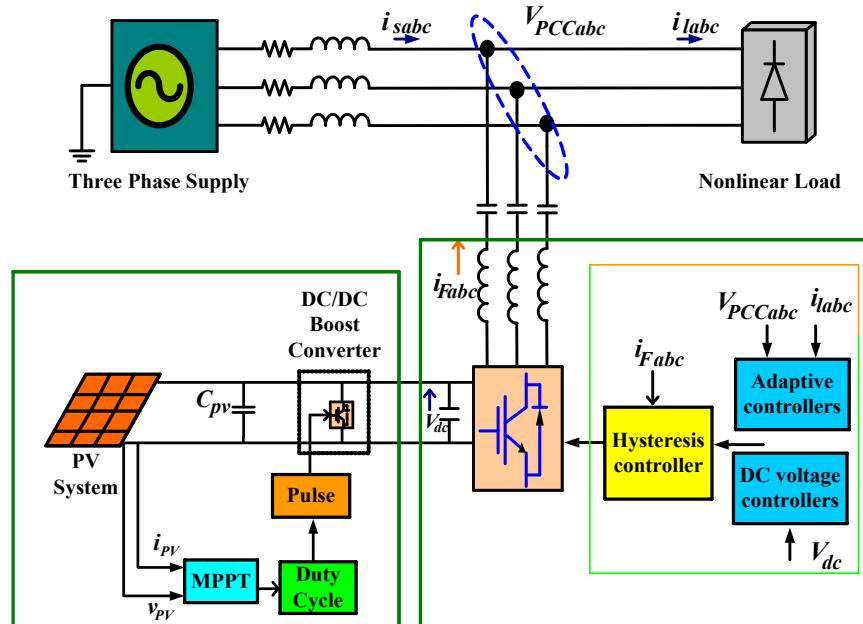 i_sabc
V_PCCabc
i_labc
Three Phase Supply
Nonlinear Load
i_Fabc
DC/DC
Boost
Converter
C_pv
V_dc
PV
System
Pulse
i_PV
v_PV
MPPT
Duty
Cycle
V_PCCabc
i_labc
i_Fabc
Adaptive
controllers
Hysteresis
controller
DC voltage
controllers
V_dc